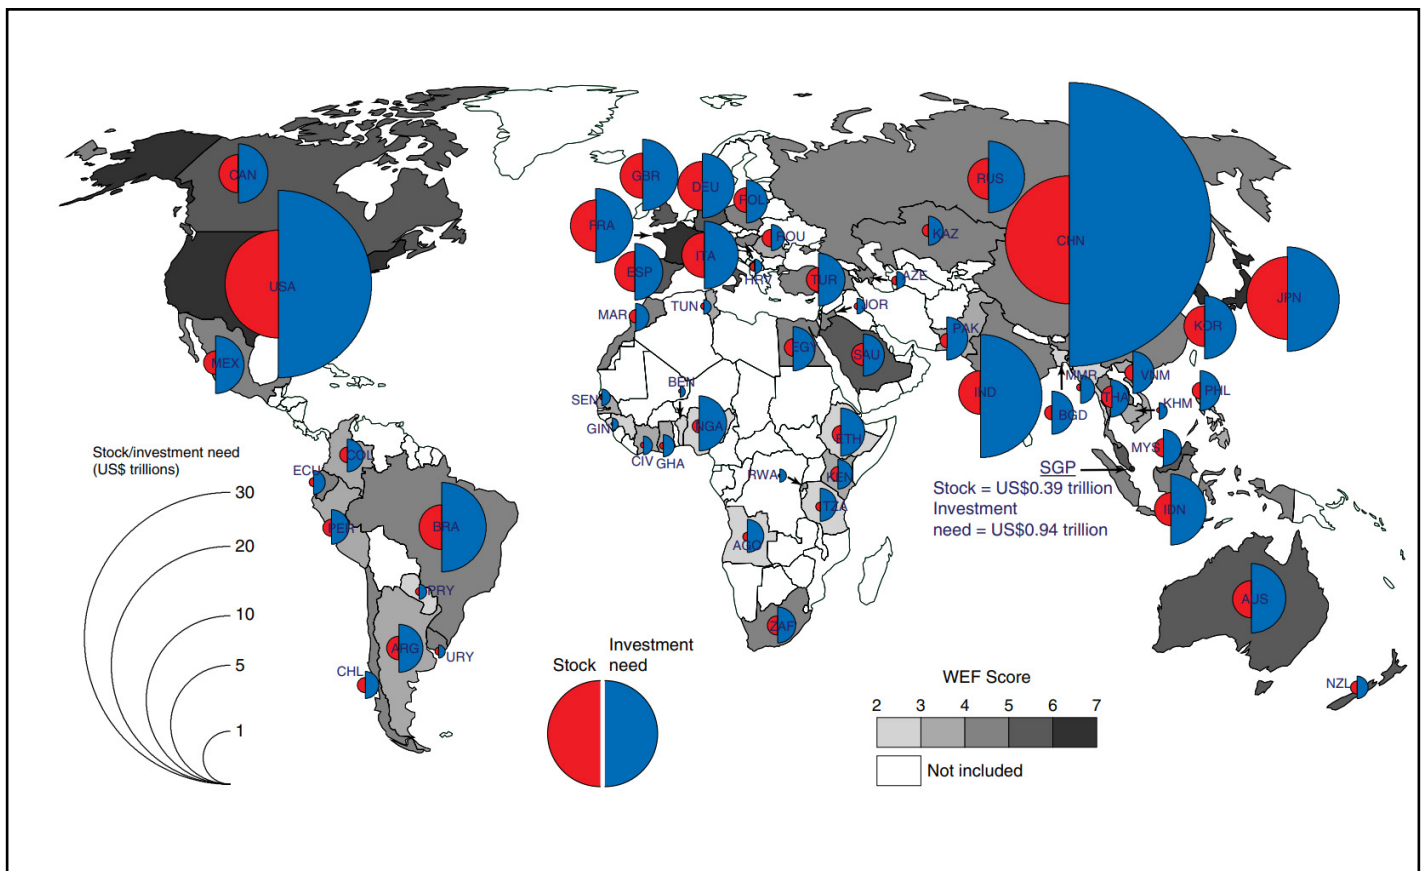 CAN
GBR
DEU
POL
RUS
FRA
ROU
KAZ
CHN
USA
ESP
ITA
HRV
TUR
AZE
JPN
MAR
TUN
JOR
PAK
KOR
MEX
EGY
SAU
BEN
MMR
VNM
SEN
IND
THA
KHM
PHL
GIN
NGA
BGD
CIV
GHA
ETH
MYS
COL
ECU
RWA
KEN
SGP
Stock = US$0.39 trillion
Investment
need = US$0.94 trillion
TZA
IDN
PER
BRA
AGO
PRY
AUS
ARG
URY
ZAF
CHL
NZL
Stock/investment need
(US$ trillions)
30
20
10
5
1
Stock
Investment
need
WEF Score
2 3 4 5 6 7
Not included